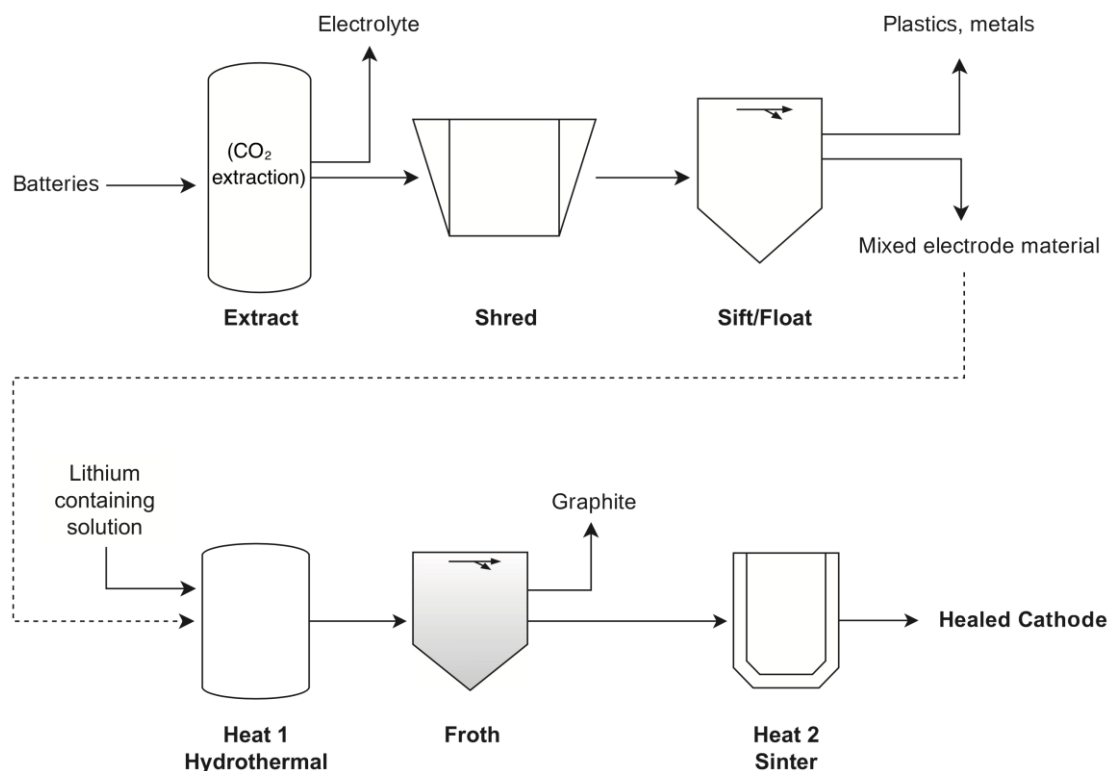 Electrolyte
Plastics, metals
(CO₂
extraction)
Batteries
Mixed electrode material
Extract
Shred
Sift/Float
Lithium
containing
solution
Graphite
Healed Cathode
Heat 1
Hydrothermal
Froth
Heat 2
Sinter